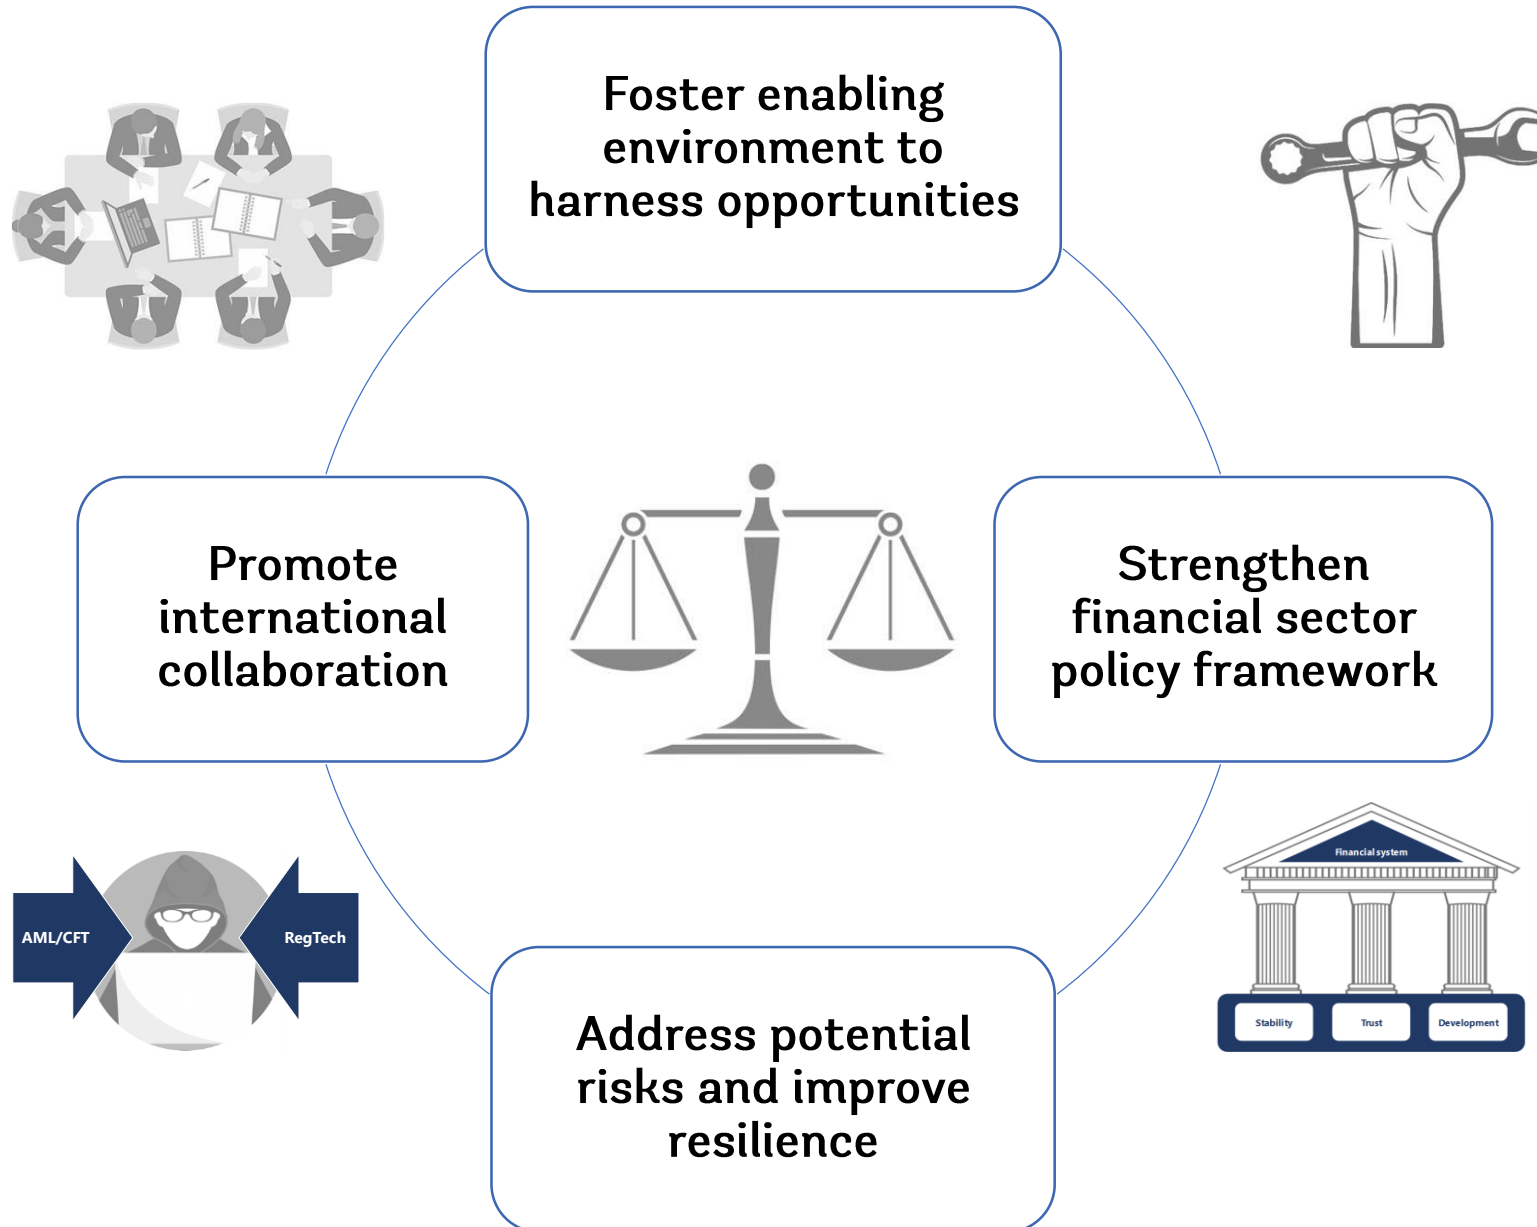 Foster enabling
environment to
harness opportunities
Promote
international
collaboration
Strengthen
financial sector
policy framework
Financial system
Stability
Trust
Development
AML/CFT
RegTech
Address potential
risks and improve
resilience